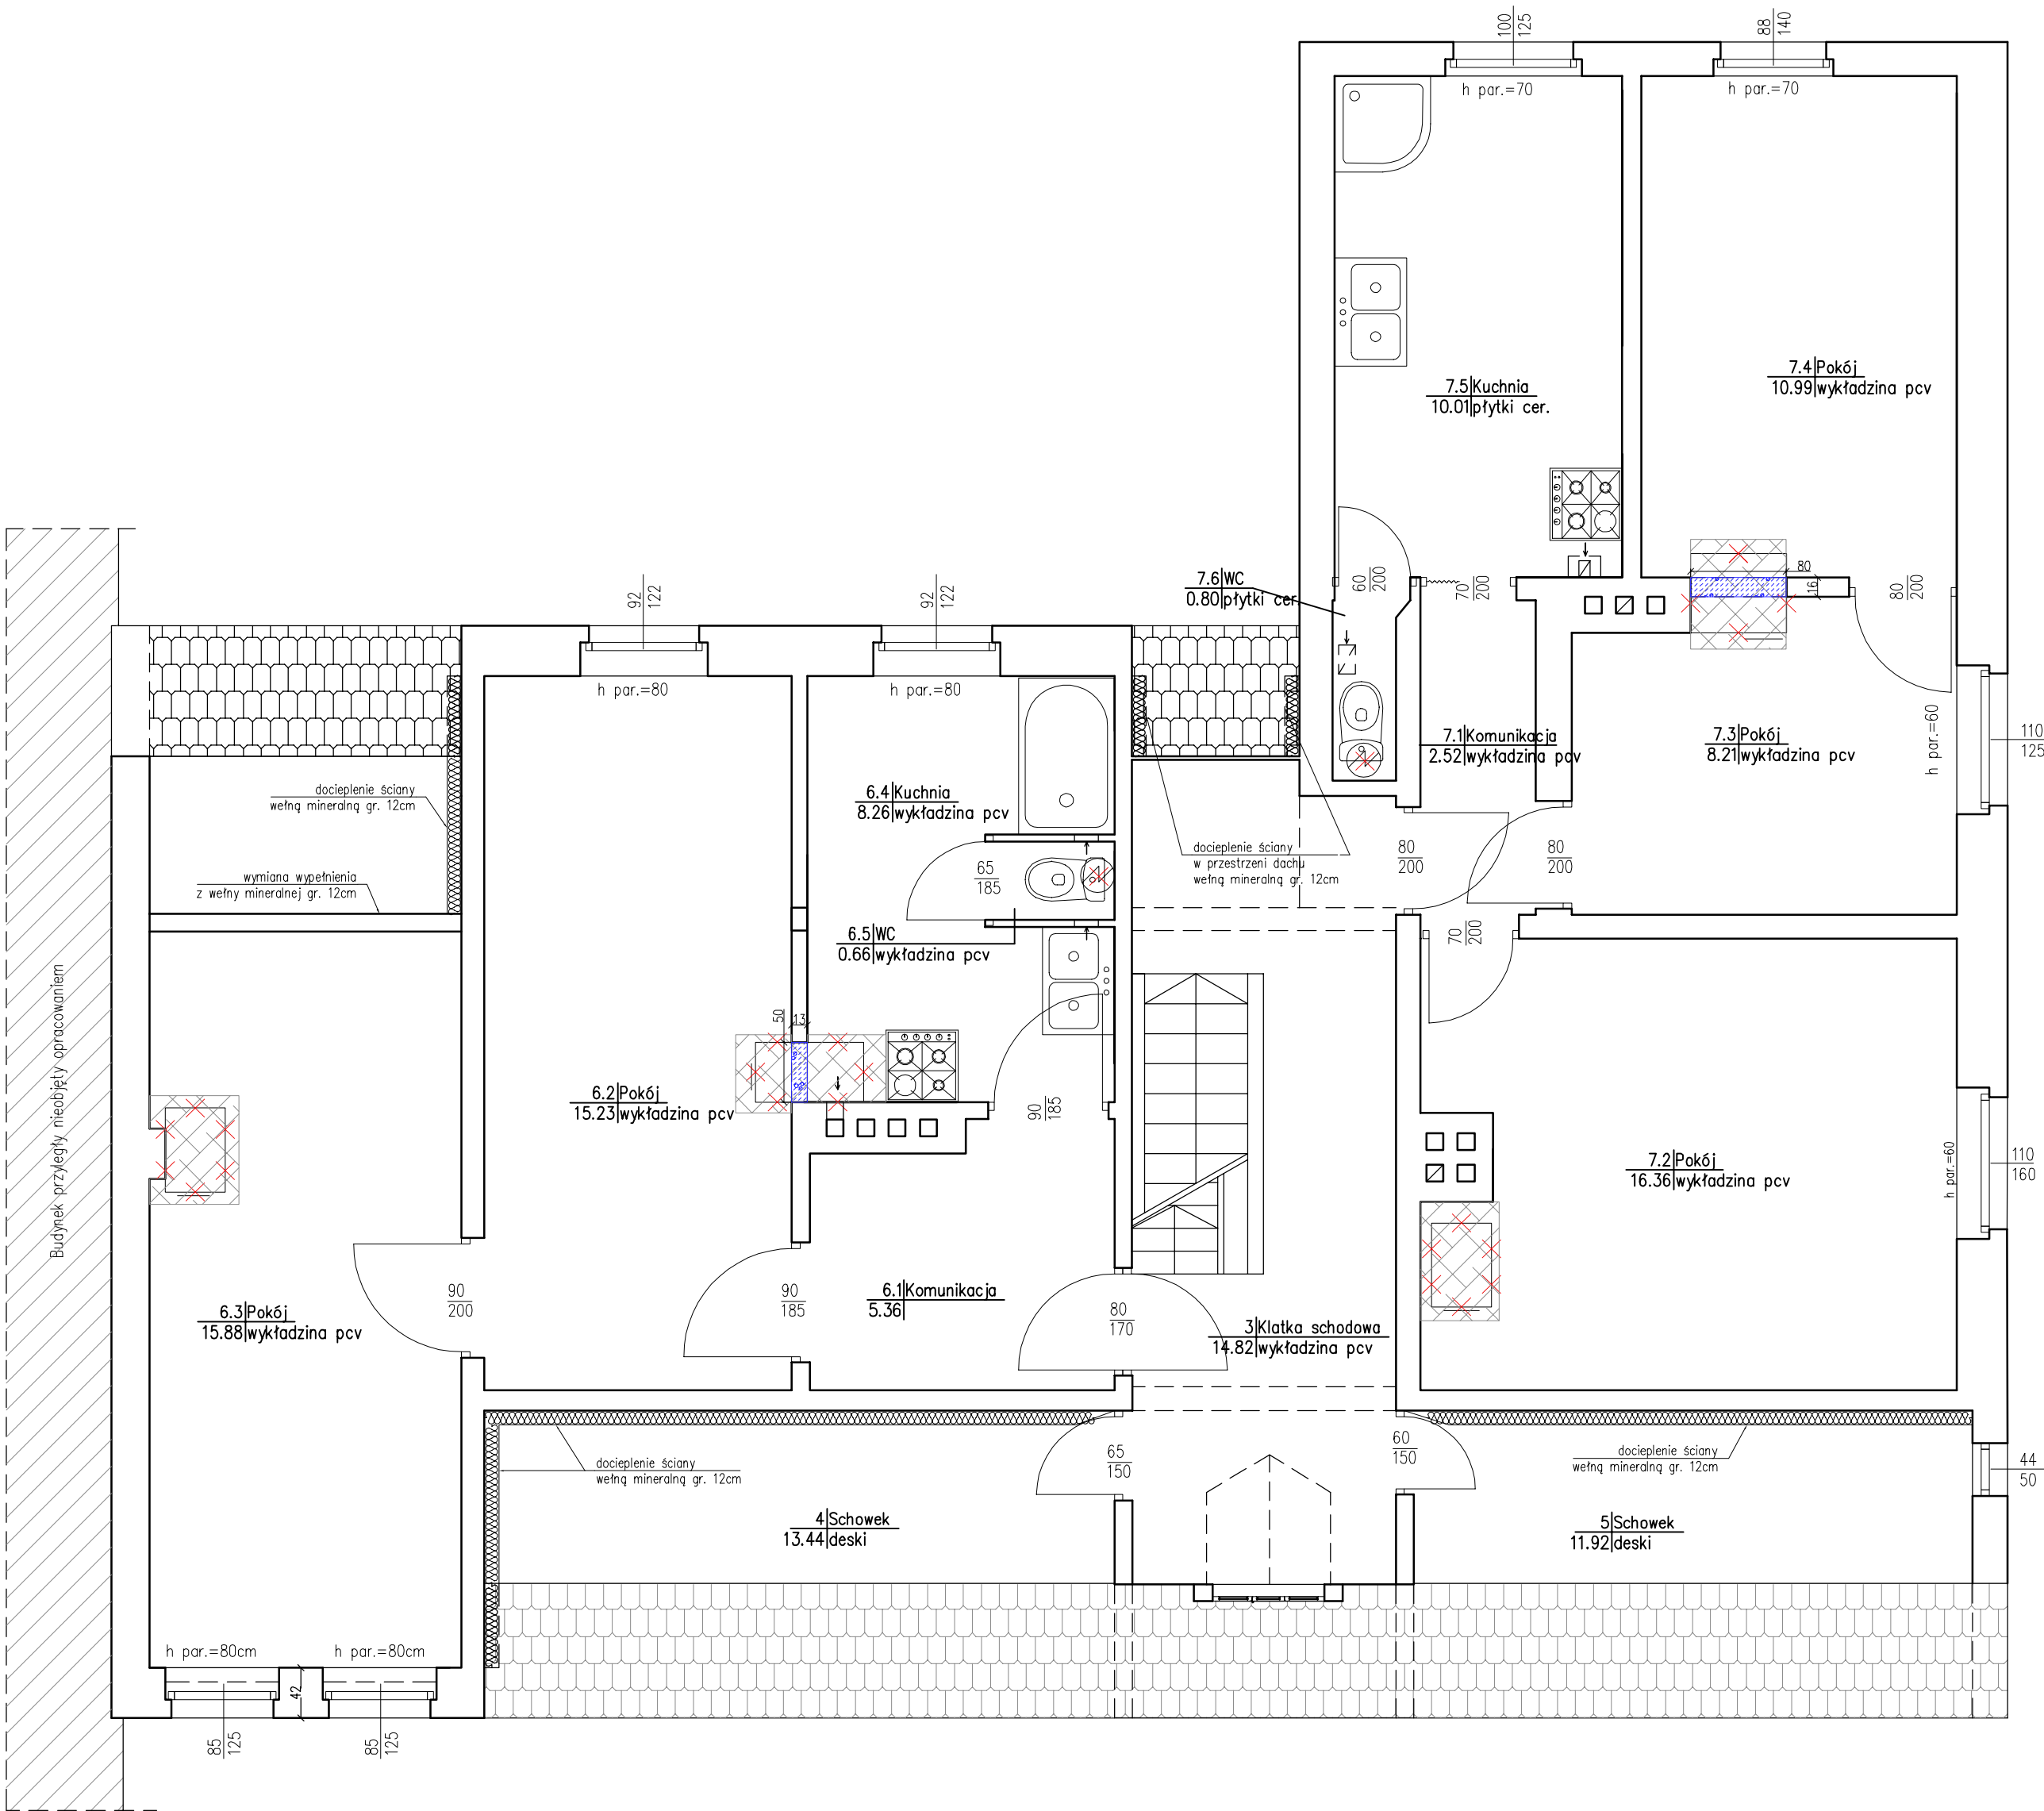 100
125
88
140
h par.=70
h par.=70
7.4 Pokój
10.99 wykładzina pcv
7.5 Kuchnia
10.01 płytki cer.
80
16
60
200
70
200
80
200
7.6 WC
0.80 płytki cer
92
122
92
122
h par.=80
h par.=80
h par.=60
110
125
7.1 Komunikacja
2.52 wykładzina pcv
7.3 Pokój
8.21 wykładzina pcv
docieplenie ściany
wełną mineralną gr. 12cm
6.4 Kuchnia
8.26 wykładzina pcv
docieplenie ściany
w przestrzeni dachu
wełną mineralną gr. 12cm
80
200
80
200
65
185
wymiana wypełnienia
z wełny mineralnej gr. 12cm
6.5 WC
0.66 wykładzina pcv
70
200
Budynek przyległy nieobjęty opracowaniem
50
13
6.2 Pokój
15.23 wykładzina pcv
90
185
7.2 Pokój
16.36 wykładzina pcv
h par.=60
110
160
90
200
90
185
6.1 Komunikacja
5.36
80
170
6.3 Pokój
15.88 wykładzina pcv
3 Klatka schodowa
14.82 wykładzina pcv
docieplenie ściany
wełną mineralną gr. 12cm
65
150
60
150
docieplenie ściany
wełną mineralną gr. 12cm
44
50
4 Schowek
13.44 deski
5 Schowek
11.92 deski
h par.=80cm
h par.=80cm
42
85
125
85
125